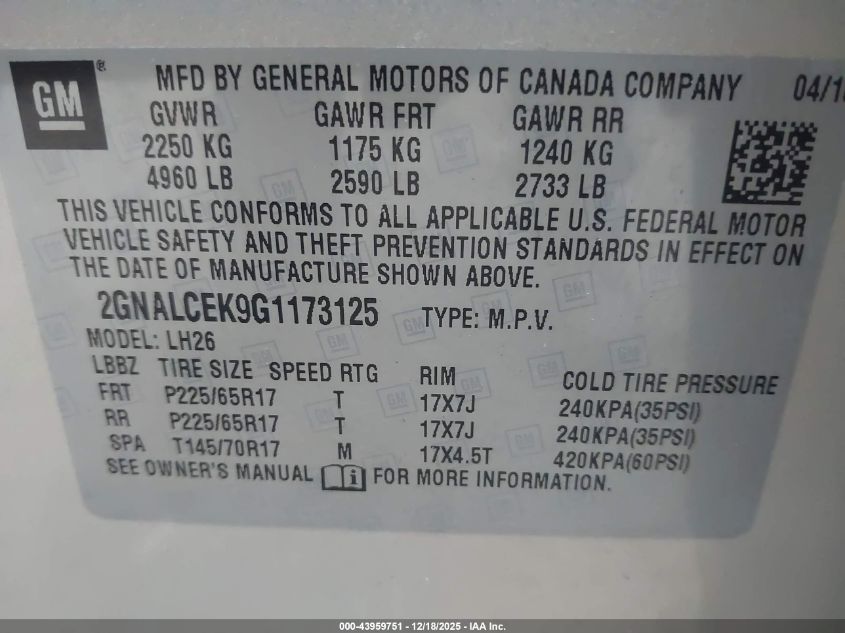 GM ® MFD BY GENERAL MOTORS OF CANADA COMPANY 04/1
GVWR GAWR FRT GAWR RR
2250 KG 1175 KG 1240 KG
4960 LB 2590 LB 2733 LB
THIS VEHICLE CONFORMS TO ALL APPLICABLE U.S. FEDERAL MOTOR
VEHICLE SAFETY AND THEFT PREVENTION STANDARDS IN EFFECT ON
THE DATE OF MANUFACTURE SHOWN ABOVE.
2GNALCEK9G1173125 TYPE: M.P.V.
MODEL: LH26
LBBZ TIRE SIZE SPEED RTG RIM COLD TIRE PRESSURE
FRT P225/65R17 T 17X7J 240KPA(35PSI)
RR P225/65R17 T 17X7J 240KPA(35PSI)
SPA T145/70R17 M 17X4.5T 420KPA(60PSI)
SEE OWNER'S MANUAL i FOR MORE INFORMATION.
000-43959751 - 12/18/2025 - IAA Inc.